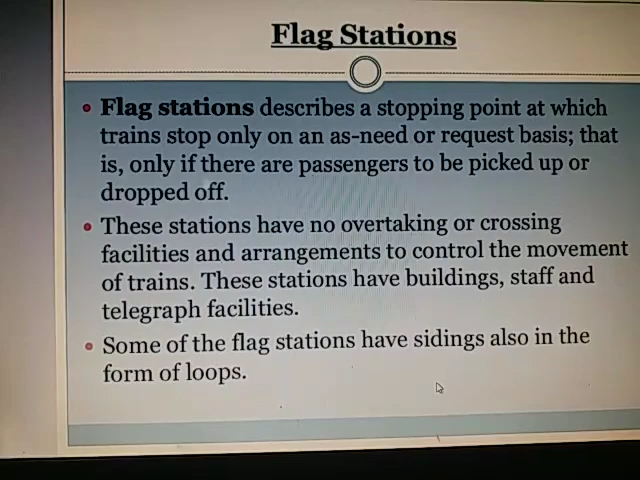 Flag Stations
• Flag stations describes a stopping point at which
trains stop only on an as-need or request basis; that
is, only if there are passengers to be picked up or
dropped off.
• These stations have no overtaking or crossing
facilities and arrangements to control the movement
of trains. These stations have buildings, staff and
telegraph facilities.
• Some of the flag stations have sidings also in the
form of loops.